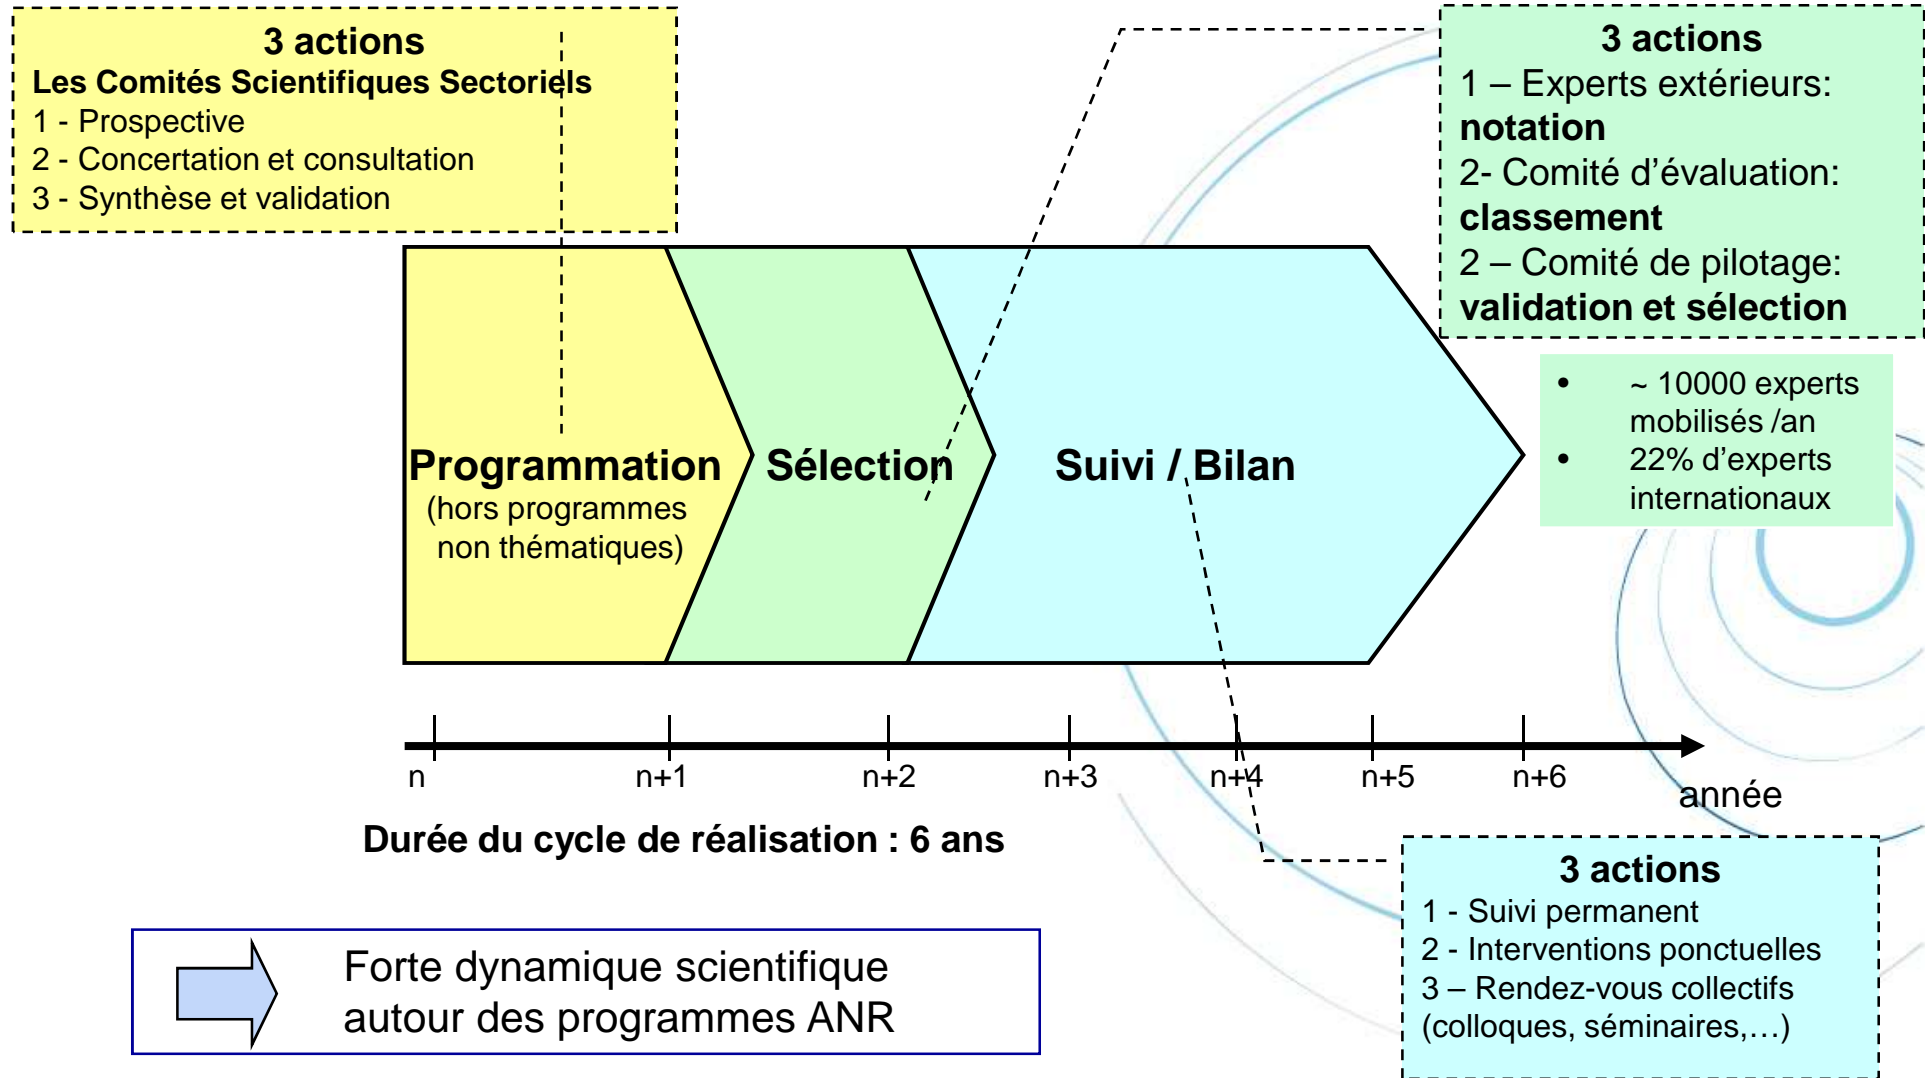 3 actions
Les Comités Scientifiques Sectoriels
1 - Prospective
2 - Concertation et consultation
3 - Synthèse et validation
3 actions
1 – Experts extérieurs:
notation
2- Comité d’évaluation:
classement
2 – Comité de pilotage:
validation et sélection
• ~ 10000 experts
mobilisés /an
• 22% d’experts
internationaux
Programmation
(hors programmes
non thématiques)
Sélection
Suivi / Bilan
n n+1 n+2 n+3 n+4 n+5 n+6
année
Durée du cycle de réalisation : 6 ans
3 actions
1 - Suivi permanent
2 - Interventions ponctuelles
3 – Rendez-vous collectifs
(colloques, séminaires,…)
Forte dynamique scientifique
autour des programmes ANR